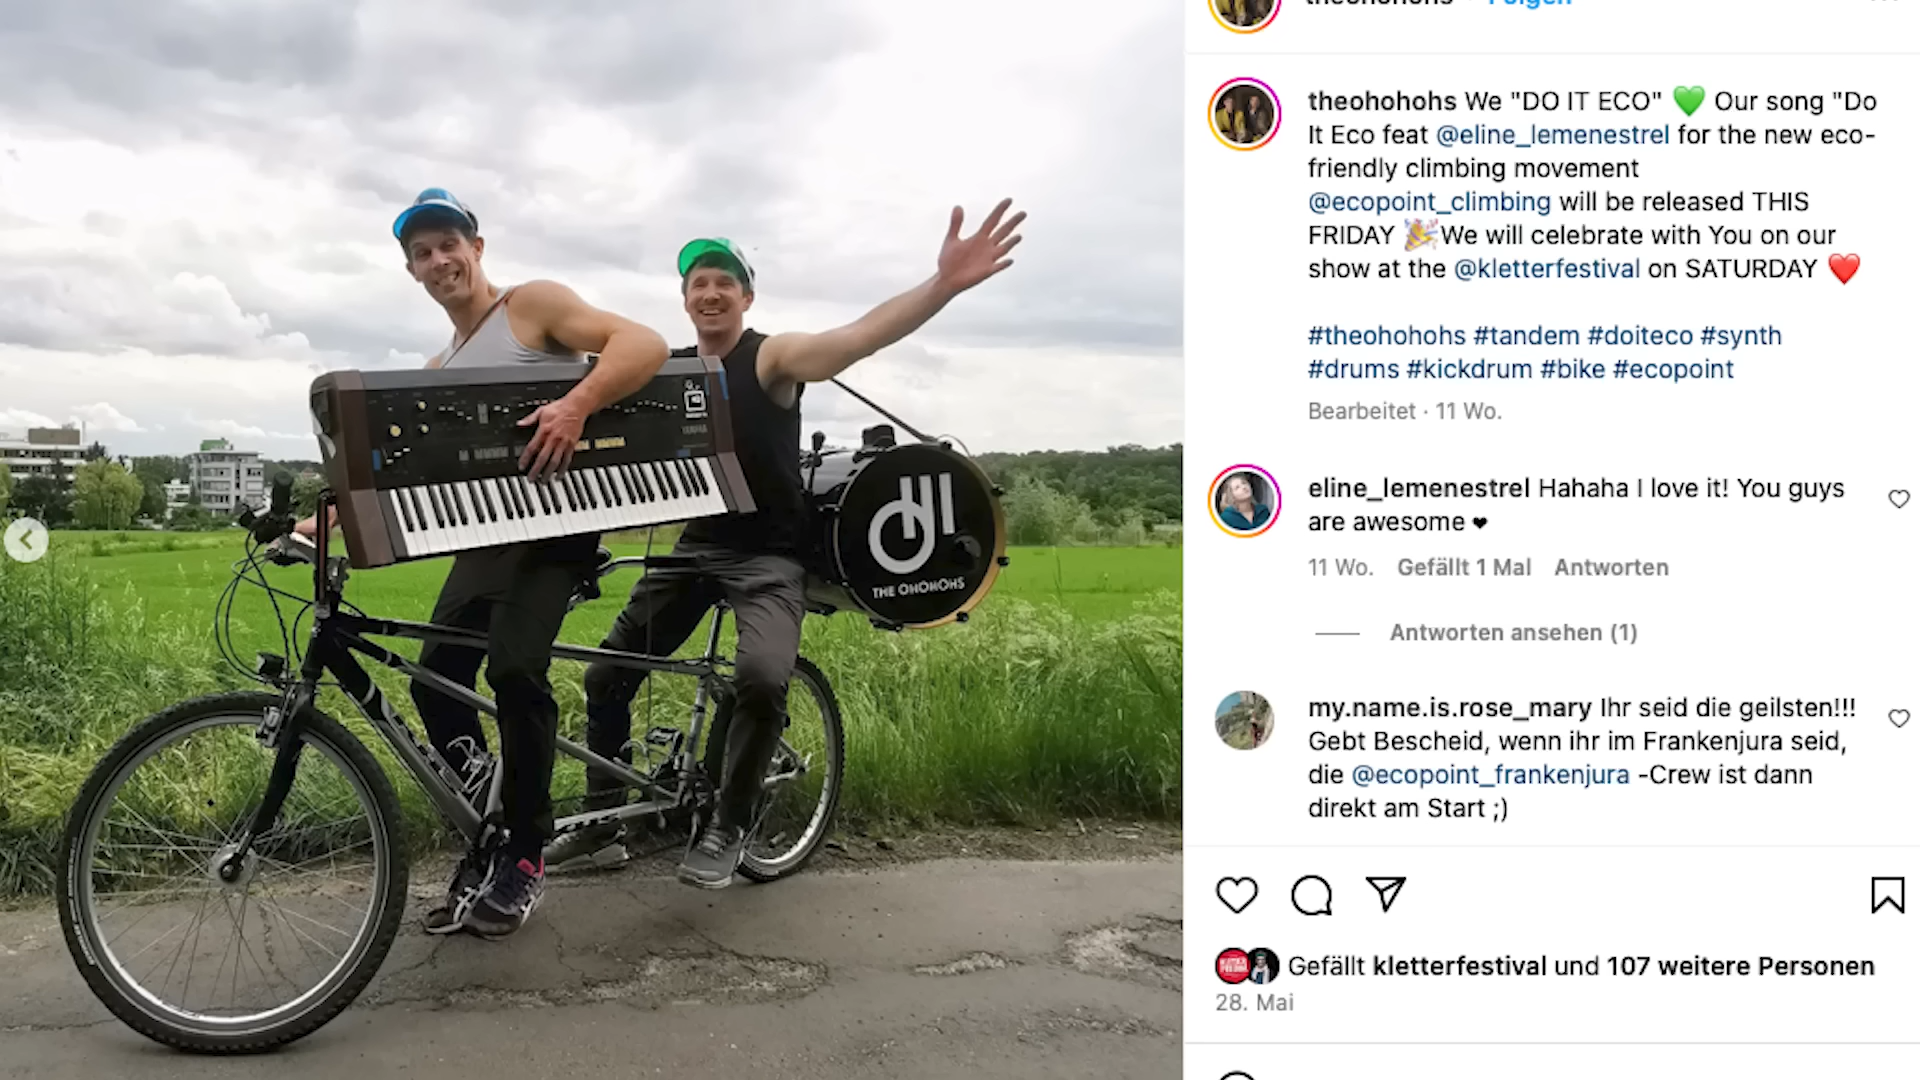 theohohohs • Folgen
theohohohs We "DO IT ECO" 💚 Our song "Do
It Eco feat @eline_lemenestrel for the new eco-
friendly climbing movement
@ecopoint_climbing will be released THIS
FRIDAY 🎉We will celebrate with You on our
show at the @kletterfestival on SATURDAY ❤️
#theohohohs #tandem #doiteco #synth
#drums #kickdrum #bike #ecopoint
Bearbeitet · 11 Wo.
eline_lemenestrel Hahaha I love it! You guys
are awesome ❤
11 Wo. Gefällt 1 Mal Antworten
Antworten ansehen (1)
my.name.is.rose_mary Ihr seid die geilsten!!!
Gebt Bescheid, wenn ihr im Frankenjura seid,
die @ecopoint_frankenjura -Crew ist dann
direkt am Start ;)
Gefällt kletterfestival und 107 weitere Personen
28. Mai
YAMAHA
THE OHOHOHS